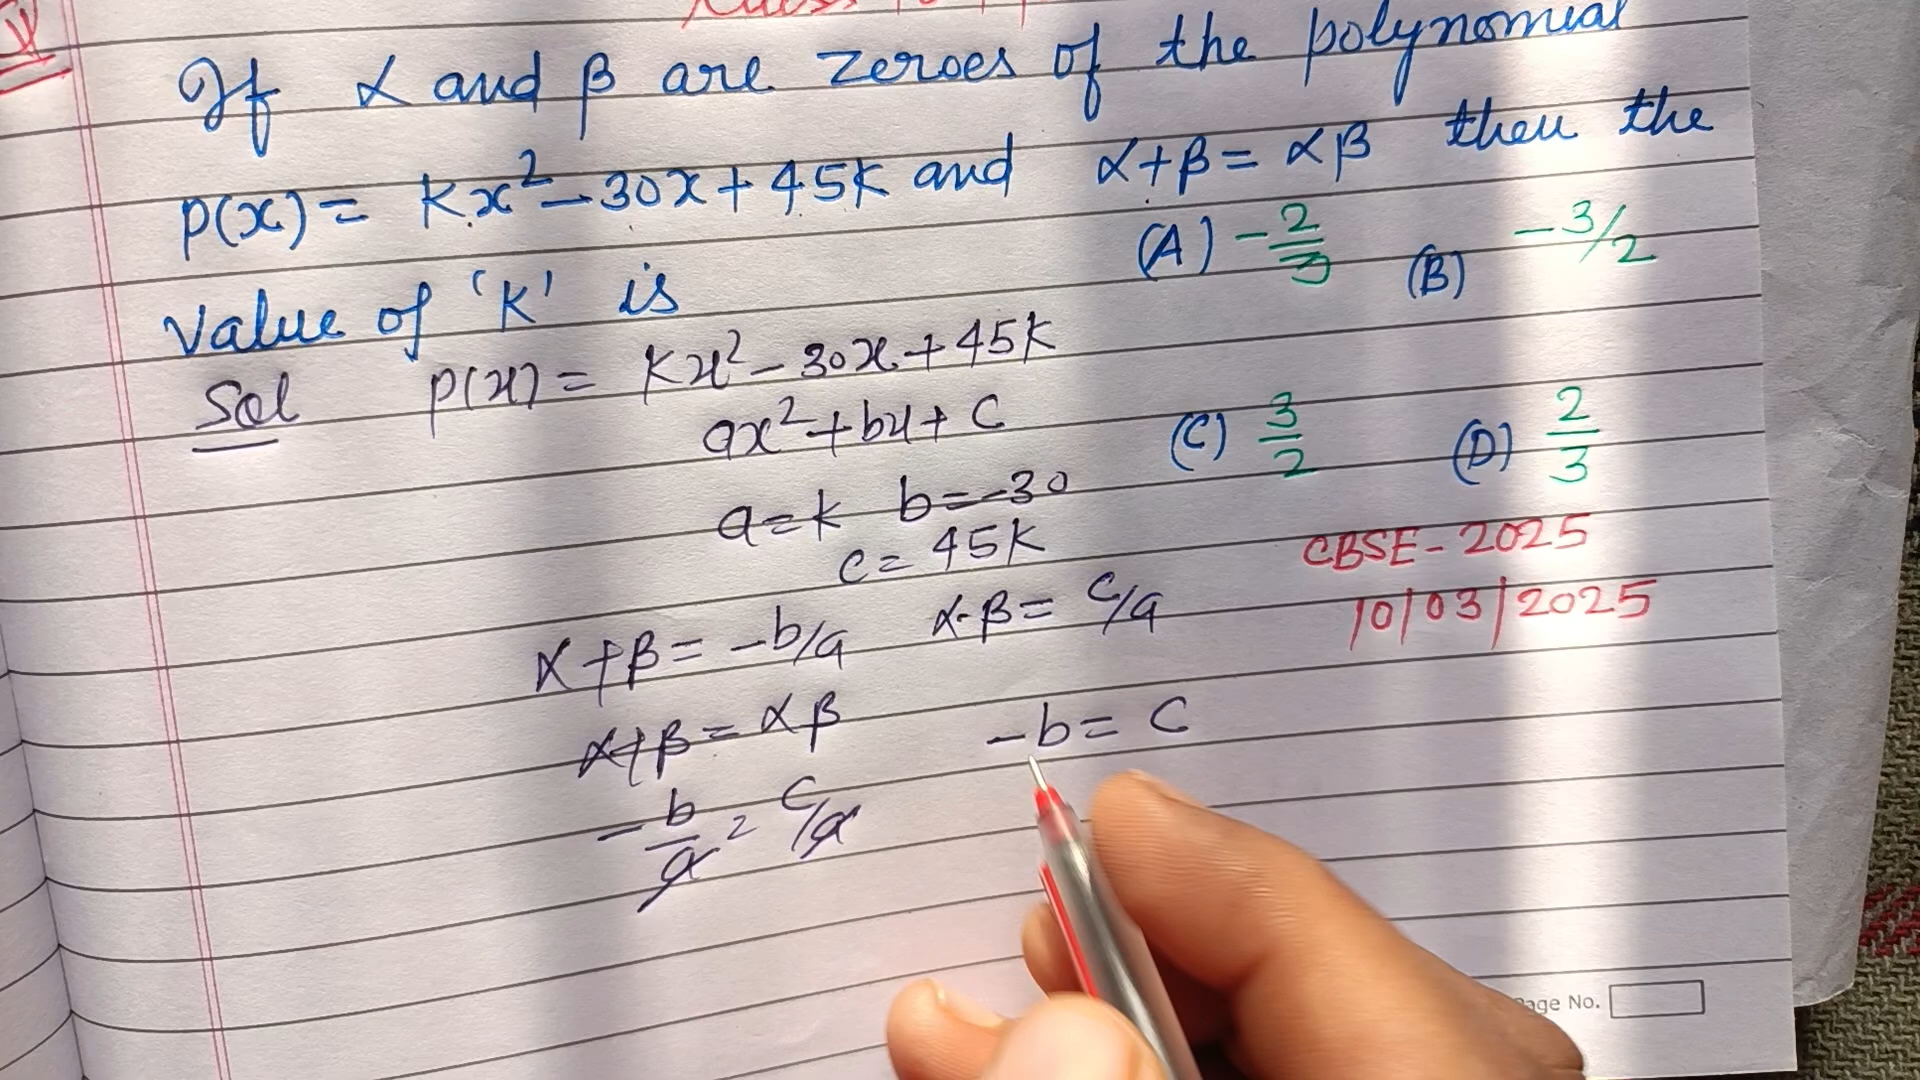 If α and β are zeroes of the polynomial
P(x) = Kx² - 30x + 45K and α + β = αβ then the
value of 'K' is
(A) -2/3 (B) -3/2
Sol P(x) = Kx² - 30x + 45K
ax² + bx + c
(C) 3/2 (D) 2/3
a = k b = -30
c = 45K
CBSE - 2025
10/03/2025
α + β = -b/a α·β = c/a
α + β = αβ -b = c
-b/a = c/a
Page No.